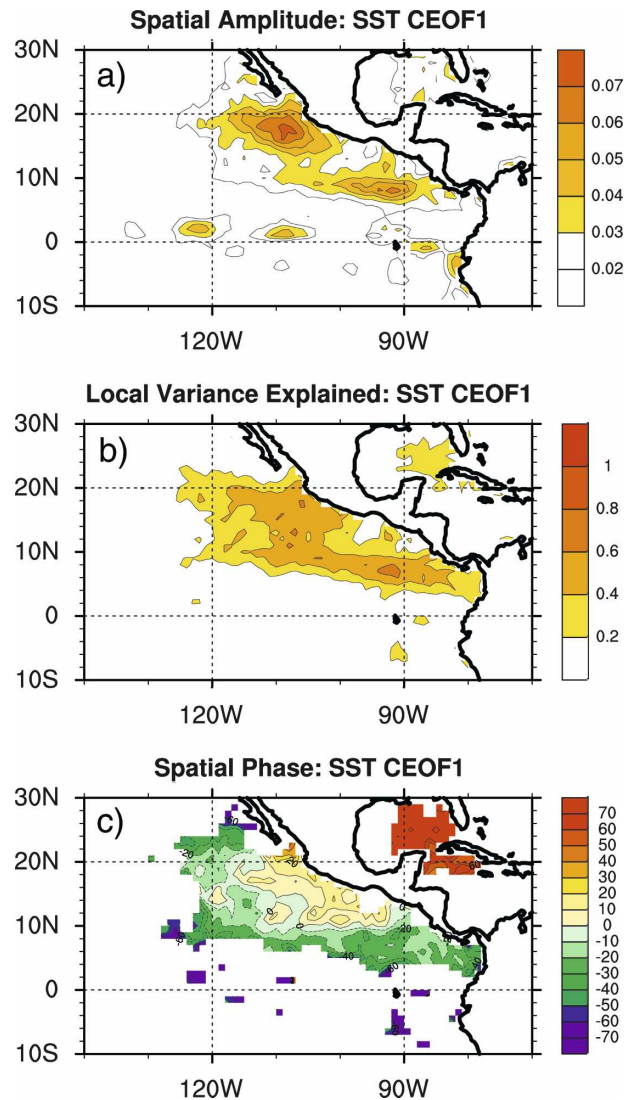 Spatial Amplitude: SST CEOF1
30N
a)
0.07
20N
0.06
0.05
10N
0.04
0.03
0
0.02
10S
120W 90W
Local Variance Explained: SST CEOF1
30N
b)
1
20N
0.8
10N
0.6
0.4
0
0.2
10S
120W 90W
Spatial Phase: SST CEOF1
30N
c)
70
60
50
20N
40
30
20
10N
10
0
-10
-20
0
-30
-40
-50
-60
10S
-70
120W 90W